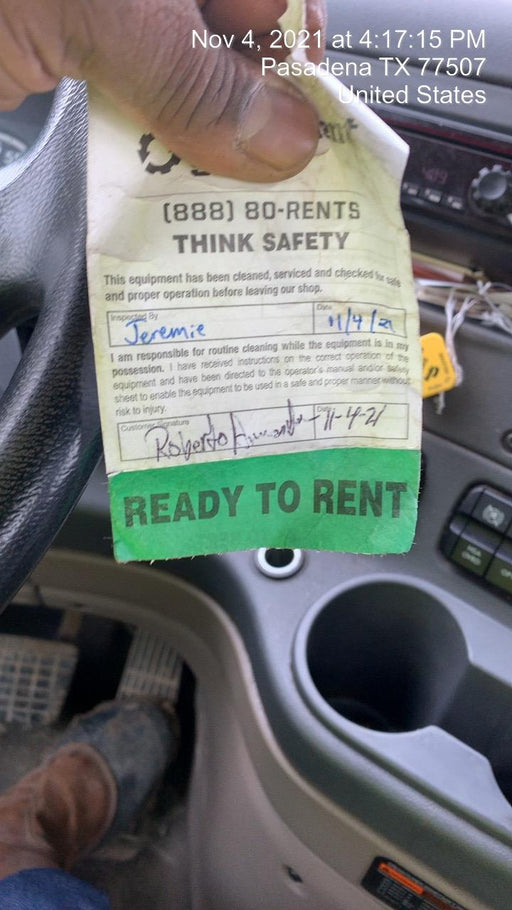 Nov 4, 2021 at 4:17:15 PM
Pasadena TX 77507
United States
(888) 80-RENTS
THINK SAFETY
This equipment has been cleaned, serviced and checked for safe
and proper operation before leaving our shop.
Inspected By Date
Jeremie 11/4/21
I am responsible for routine cleaning while the equipment is in my
possession. I have received instructions on the correct operation of the
equipment and have been directed to the operator's manual and/or safety
sheet to enable the equipment to be used in a safe and proper manner without
risk to injury.
Customer Signature Date
Roberto 11-4-21
READY TO RENT